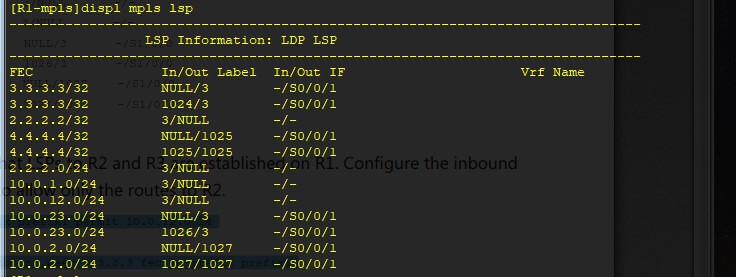 [R1-mpls]displ mpls lsp
LSP Information: LDP LSP
FEC In/Out Label In/Out IF Vrf Name
3.3.3.3/32 NULL/3 -/S0/0/1
3.3.3.3/32 1024/3 -/S0/0/1
2.2.2.2/32 3/NULL -/-
4.4.4.4/32 NULL/1025 -/S0/0/1
4.4.4.4/32 1025/1025 -/S0/0/1
to R2 and R3 are established on R1. Configure the inbound
2.2.2.0/24 3/NULL -/-
10.0.1.0/24 3/NULL -/-
allow only the routes to R2.
10.0.12.0/24 3/NULL -/-
10.0.23.0/24 NULL/3 -/S0/0/1
10.0.23.0/24 1026/3 -/S0/0/1
10.0.2.0/24 NULL/1027 -/S0/0/1
10.0.2.0/24 1027/1027 -/S0/0/1